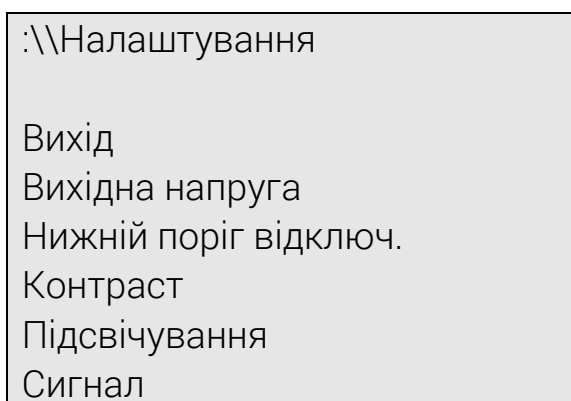 :\\Налаштування
Вихід
Вихідна напруга
Нижній поріг відключ.
Контраст
Підсвічування
Сигнал